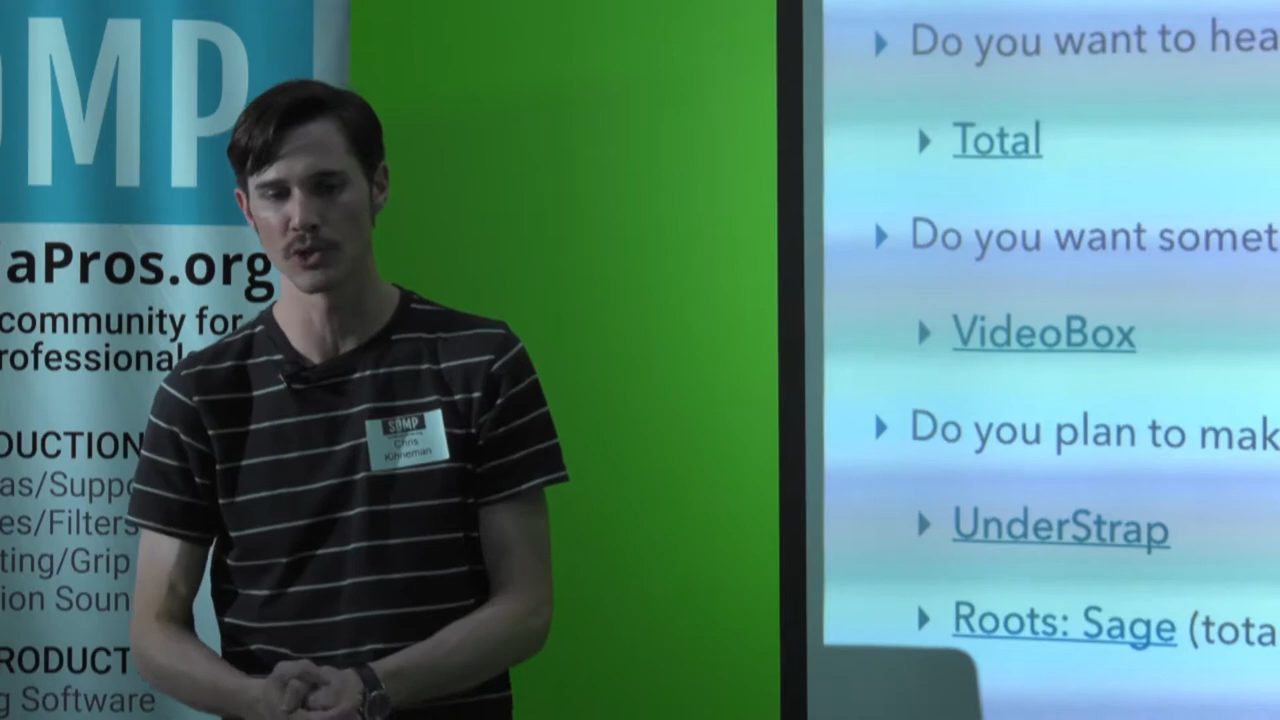 MP
aPros.org
community for
rofessional
DUCTION
as/Suppo
es/Filters
ting/Grip
ion Soun
RODUCT
g Software
SOMP
Chris
Kihneman
Do you want to hea
Total
Do you want somet
VideoBox
Do you plan to mak
UnderStrap
Roots: Sage (tota